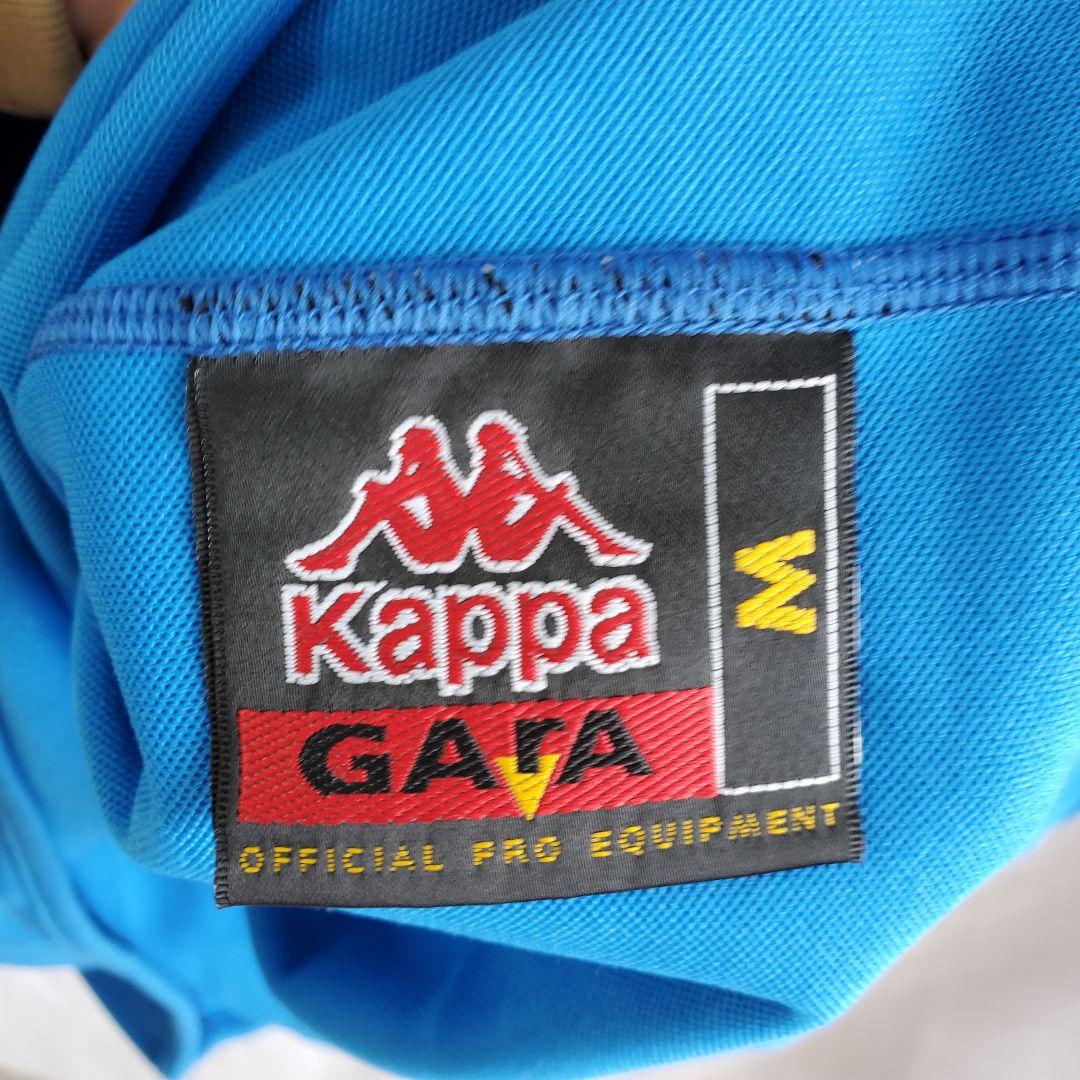 Kappa
GArA
OFFICIAL PRO EQUIPMENT
M